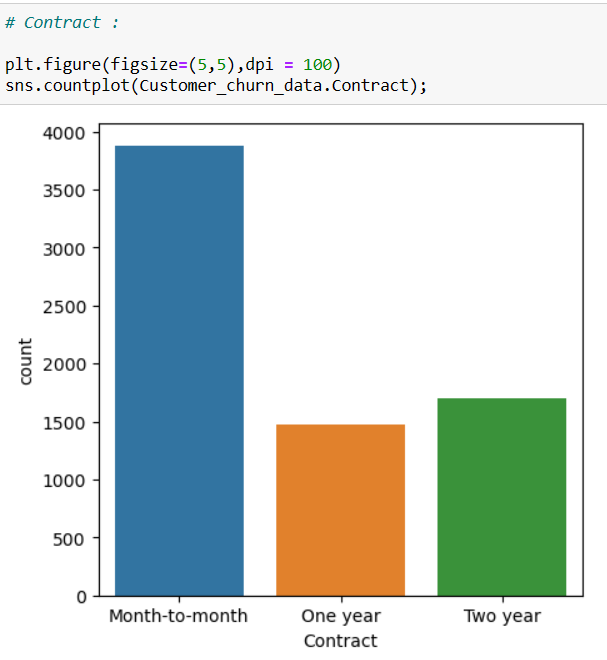 # Contract :
plt.figure(figsize=(5,5),dpi = 100)
sns.countplot(Customer_churn_data.Contract);
4000
3500
3000
2500
2000
1500
1000
500
0
count
Month-to-month One year Two year
Contract